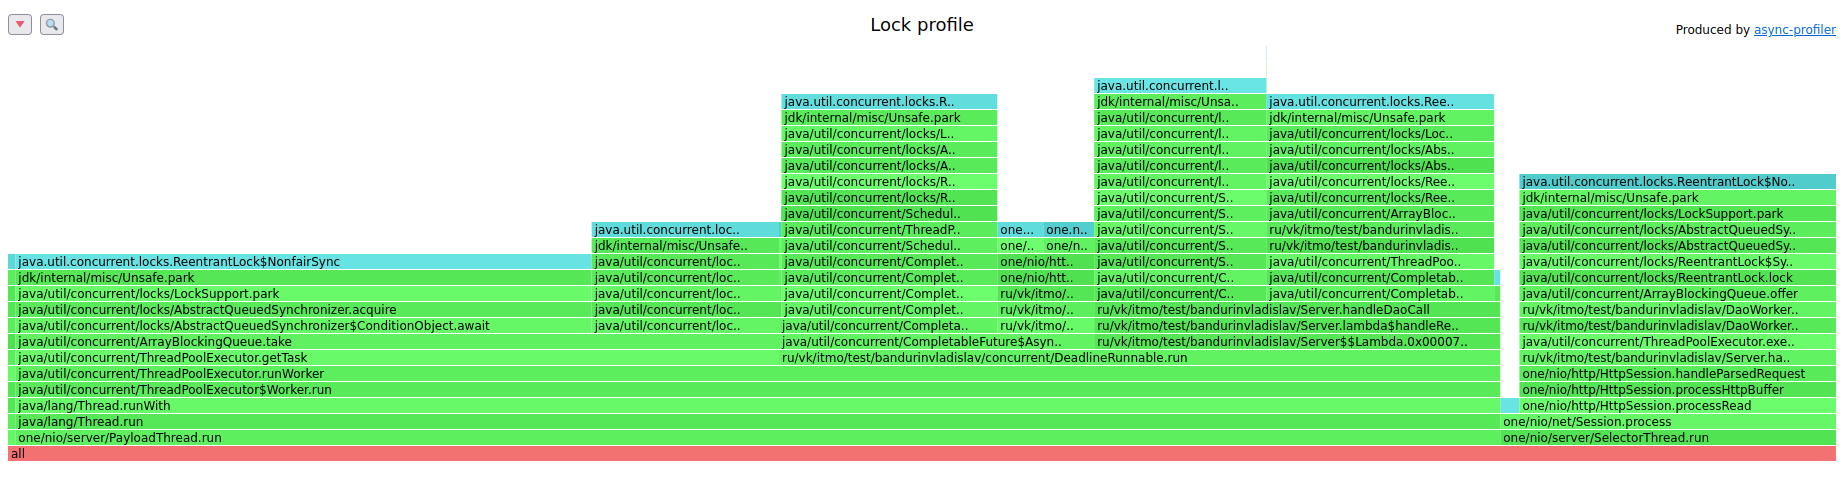 Lock profile
Produced by async-profiler
java.util.concurrent.l..
java.util.concurrent.locks.R.. jdk/internal/misc/Unsa.. java.util.concurrent.locks.Ree..
jdk/internal/misc/Unsafe.park java/util/concurrent/l.. jdk/internal/misc/Unsafe.park
java/util/concurrent/locks/L.. java/util/concurrent/l.. java/util/concurrent/locks/Loc..
java/util/concurrent/locks/A.. java/util/concurrent/l.. java/util/concurrent/locks/Abs..
java/util/concurrent/locks/A.. java/util/concurrent/l.. java/util/concurrent/locks/Abs..
java/util/concurrent/locks/R.. java/util/concurrent/l.. java/util/concurrent/locks/Ree.. java.util.concurrent.locks.ReentrantLock$No..
java/util/concurrent/locks/R.. java/util/concurrent/S.. java/util/concurrent/locks/Ree.. jdk/internal/misc/Unsafe.park
java/util/concurrent/Schedul.. java/util/concurrent/S.. java/util/concurrent/ArrayBloc.. java/util/concurrent/locks/LockSupport.park
java.util.concurrent.loc.. java/util/concurrent/ThreadP.. one... one.n.. java/util/concurrent/S.. ru/vk/itmo/test/bandurinvladis.. java/util/concurrent/locks/AbstractQueuedSy..
jdk/internal/misc/Unsafe.. java/util/concurrent/Schedul.. one/.. one/n.. java/util/concurrent/S.. ru/vk/itmo/test/bandurinvladis.. java/util/concurrent/locks/AbstractQueuedSy..
java.util.concurrent.locks.ReentrantLock$NonfairSync java/util/concurrent/loc.. java/util/concurrent/Complet.. one/nio/htt.. java/util/concurrent/S.. java/util/concurrent/ThreadPoo.. java/util/concurrent/locks/ReentrantLock$Sy..
jdk/internal/misc/Unsafe.park java/util/concurrent/loc.. java/util/concurrent/Complet.. one/nio/htt.. java/util/concurrent/C.. java/util/concurrent/Completab.. java/util/concurrent/locks/ReentrantLock.lock
java/util/concurrent/locks/LockSupport.park java/util/concurrent/loc.. java/util/concurrent/Complet.. ru/vk/itmo/.. java/util/concurrent/C.. java/util/concurrent/Completab.. java/util/concurrent/ArrayBlockingQueue.offer
java/util/concurrent/locks/AbstractQueuedSynchronizer.acquire java/util/concurrent/loc.. java/util/concurrent/Complet.. ru/vk/itmo/.. ru/vk/itmo/test/bandurinvladislav/Server.handleDaoCall ru/vk/itmo/test/bandurinvladislav/DaoWorker..
java/util/concurrent/locks/AbstractQueuedSynchronizer$ConditionObject.await java/util/concurrent/loc.. java/util/concurrent/Completa.. ru/vk/itmo/.. ru/vk/itmo/test/bandurinvladislav/Server.lambda$handleRe.. ru/vk/itmo/test/bandurinvladislav/DaoWorker..
java/util/concurrent/ArrayBlockingQueue.take java/util/concurrent/CompletableFuture$Asyn.. ru/vk/itmo/test/bandurinvladislav/Server$$Lambda.0x00007.. java/util/concurrent/ThreadPoolExecutor.exe..
java/util/concurrent/ThreadPoolExecutor.getTask ru/vk/itmo/test/bandurinvladislav/concurrent/DeadlineRunnable.run ru/vk/itmo/test/bandurinvladislav/Server.ha..
java/util/concurrent/ThreadPoolExecutor.runWorker one/nio/http/HttpSession.handleParsedRequest
java/util/concurrent/ThreadPoolExecutor$Worker.run one/nio/http/HttpSession.processHttpBuffer
java/lang/Thread.runWith one/nio/http/HttpSession.processRead
java/lang/Thread.run one/nio/net/Session.process
one/nio/server/PayloadThread.run one/nio/server/SelectorThread.run
all